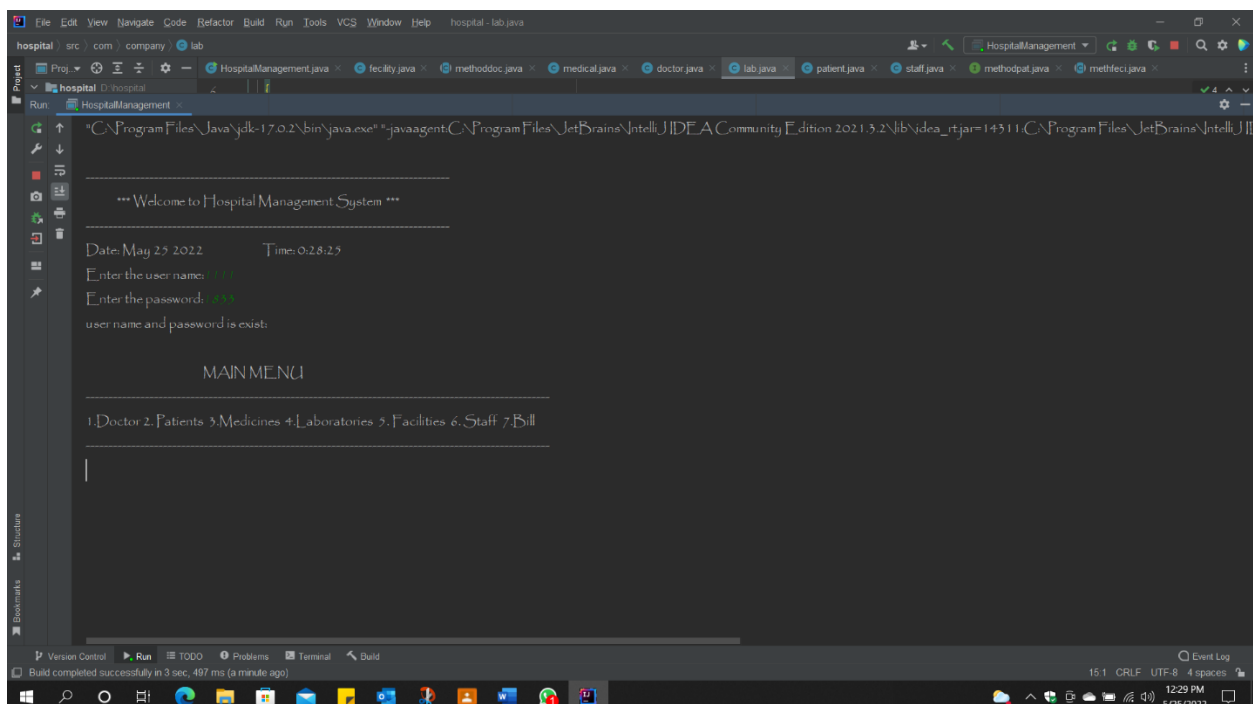 File Edit View Navigate Code Refactor Build Run Tools VCS Window Help hospital - lab.java
hospital src com company lab HospitalManagement
Project Proj... HospitalManagement.java fecility.java methoddoc.java medical.java doctor.java lab.java patient.java staff.java methodpat.java methfeci.java
hospital D:\hospital 4
Run: HospitalManagement
"C:\Program Files\Java\jdk-17.0.2\bin\java.exe" "-javaagent:C:\Program Files\JetBrains\IntelliJ IDEA Community Edition 2021.3.2\lib\idea_rt.jar=14311:C:\Program Files\JetBrains\IntelliJ
*** Welcome to Hospital Management System ***
Date: May 25 2022 Time: 0:28:25
Enter the user name:
Enter the password:
user name and password is exist:
MAIN MENU
1.Doctor 2. Patients 3.Medicines 4.Laboratories 5. Facilities 6. Staff 7.Bill
Structure
Bookmarks
Version Control Run TODO Problems Terminal Build Event Log
Build completed successfully in 3 sec, 497 ms (a minute ago) 15:1 CRLF UTF-8 4 spaces
12:29 PM
5/25/2022